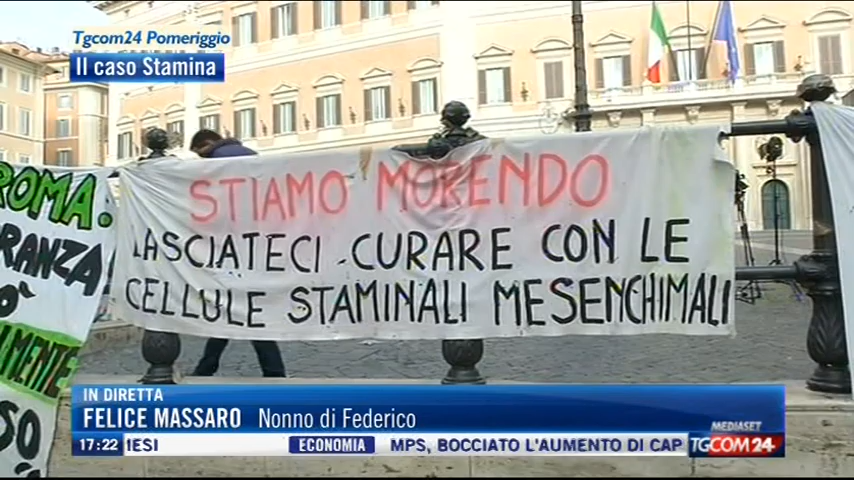 Tgcom24 Pomeriggio
Il caso Stamina
ROMA.
STIAMO MORENDO
LASCIATECI CURARE CON LE
CELLULE STAMINALI MESENCHIMALI
IN DIRETTA
FELICE MASSARO Nonno di Federico
MEDIASET
17:22 IESI ECONOMIA MPS, BOCCIATO L'AUMENTO DI CAP TGCOM24